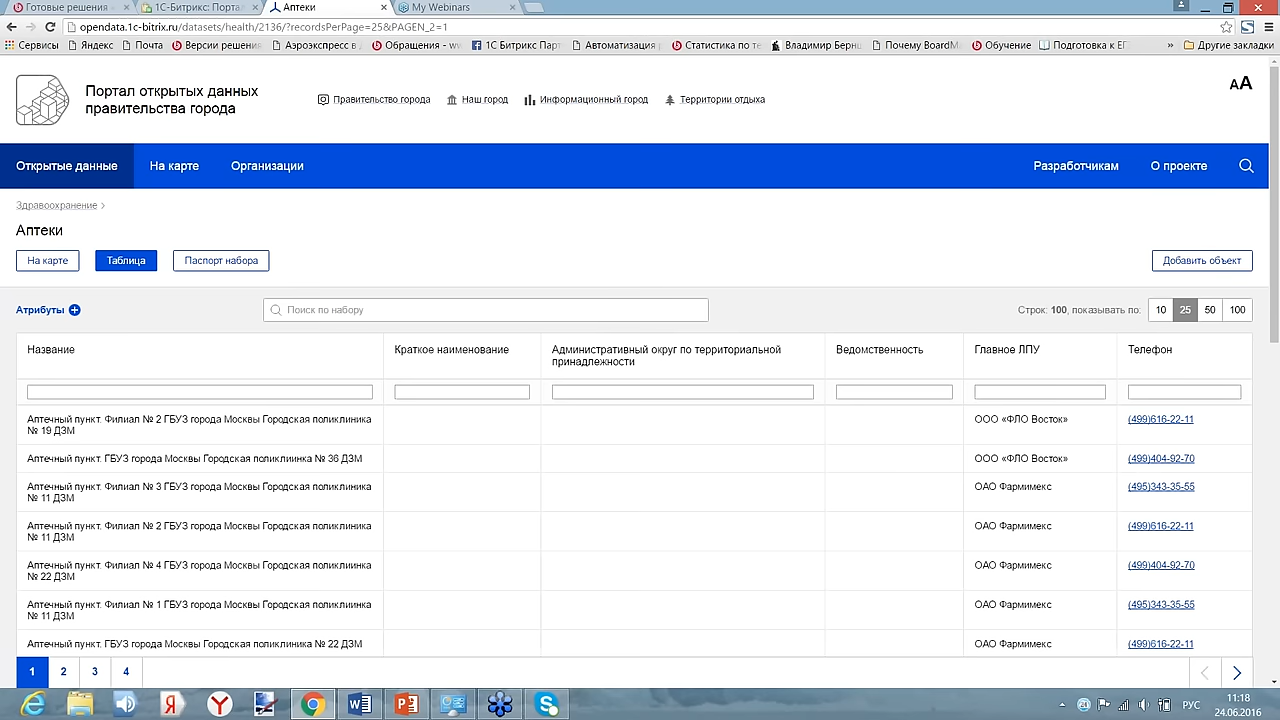 Готовые решения
1С-Битрикс: Порта
Аптеки
My Webinars
opendata.1c-bitrix.ru/datasets/health/2136/?recordsPerPage=25&PAGEN_2=1
Сервисы Яндекс Почта Версии решения Аэроэкспресс в Обращения - ww 1С Битрикс Парт Автоматизация Статистика по те Владимир Берну Почему BoardM Обучение Подготовка к ЕГ » Другие закладки
Портал открытых данных
правительства города
Правительство города Наш город Информационный город Территории отдыха
АА
Открытые данные На карте Организации Разработчикам О проекте
Здравоохранение
Аптеки
На карте Таблица Паспорт набора Добавить объект
Атрибуты Поиск по набору Строк: 100, показывать по: 10 25 50 100
Название Краткое наименование Административный округ по территориальной Ведомственность Главное ЛПУ Телефон
принадлежности
Аптечный пункт. Филиал № 2 ГБУЗ города Москвы Городская поликлиника ООО «ФЛО Восток» (499)616-22-11
№ 19 ДЗМ
Аптечный пункт. ГБУЗ города Москвы Городская поликлиинка № 36 ДЗМ ООО «ФЛО Восток» (499)404-92-70
Аптечный пункт. Филиал № 3 ГБУЗ города Москвы Городская поликлиника ОАО Фармимекс (495)343-35-55
№ 11 ДЗМ
Аптечный пункт. Филиал № 2 ГБУЗ города Москвы Городская поликлиника ОАО Фармимекс (499)616-22-11
№ 11 ДЗМ
Аптечный пункт. Филиал № 4 ГБУЗ города Москвы Городская поликлиинка ОАО Фармимекс (499)404-92-70
№ 22 ДЗМ
Аптечный пункт. Филиал № 1 ГБУЗ города Москвы Городская поликлиинка ОАО Фармимекс (495)343-35-55
№ 11 ДЗМ
Аптечный пункт. ГБУЗ города Москвы Городская поликлиника № 22 ДЗМ ОАО Фармимекс (499)616-22-11
1 2 3 4
РУС
11:18
24.06.2016